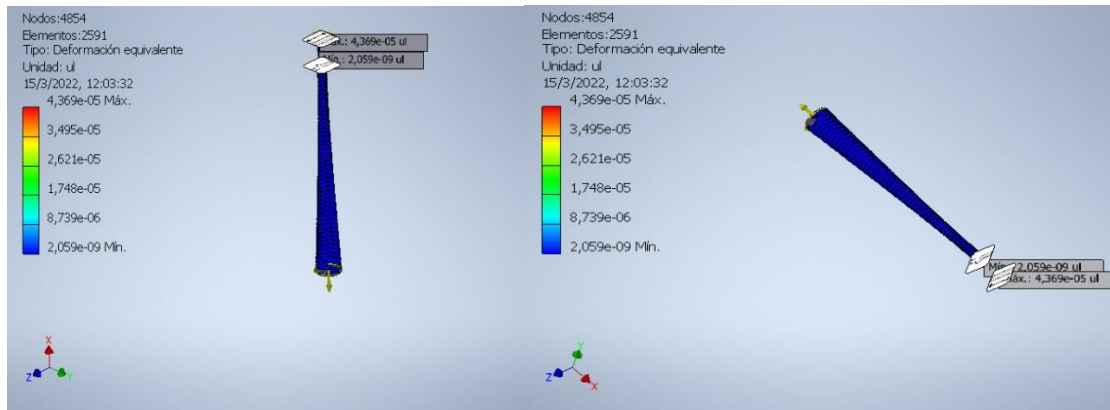 Nodos:4854
Elementos:2591
Tipo: Deformación equivalente
Unidad: ul
15/3/2022, 12:03:32
4,369e-05 Máx.
3,495e-05
2,621e-05
1,748e-05
8,739e-06
2,059e-09 Mín.
Máx.: 4,369e-05 ul
Mín.: 2,059e-09 ul
X
Z
Y
Nodos:4854
Elementos:2591
Tipo: Deformación equivalente
Unidad: ul
15/3/2022, 12:03:32
4,369e-05 Máx.
3,495e-05
2,621e-05
1,748e-05
8,739e-06
2,059e-09 Mín.
Mín.: 2,059e-09 ul
Máx.: 4,369e-05 ul
Y
Z
X